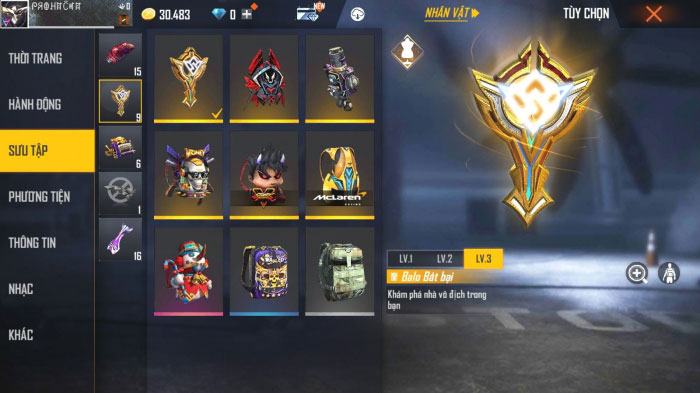 30.483
0
NEW
NHÂN VẬT
TÙY CHỌN
0
THỜI TRANG
HÀNH ĐỘNG
SƯU TẬP
PHƯƠNG TIỆN
THÔNG TIN
NHẠC
KHÁC
15
9
6
1
16
McLaren
LV.1
LV.2
LV.3
Balo Bất bại
Khám phá nhà vô địch trong
bạn